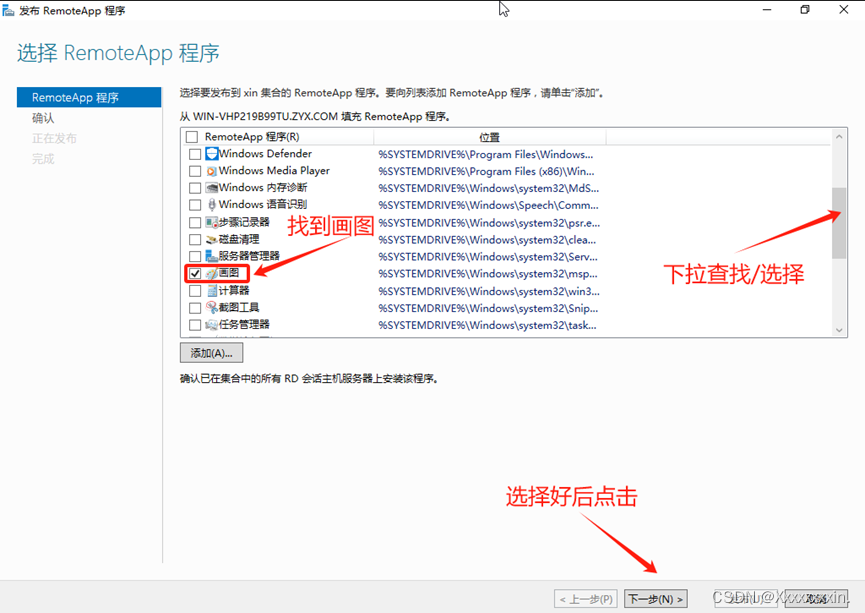 发布 RemoteApp 程序
选择 RemoteApp 程序
RemoteApp 程序
确认
正在发布
完成
选择要发布到 xin 集合的 RemoteApp 程序。要向列表添加 RemoteApp 程序，请单击“添加”。
从 WIN-VHP219B99TU.ZYX.COM 填充 RemoteApp 程序。
RemoteApp 程序(R) 位置
Windows Defender %SYSTEMDRIVE%\Program Files\Windows...
Windows Media Player %SYSTEMDRIVE%\Program Files (x86)\Win...
Windows 内存诊断 %SYSTEMDRIVE%\Windows\system32\MdS...
Windows 语音识别 %SYSTEMDRIVE%\Windows\Speech\Comm...
步骤记录器 %SYSTEMDRIVE%\Windows\system32\psr.e...
磁盘清理 %SYSTEMDRIVE%\Windows\system32\clea...
服务器管理器 %SYSTEMDRIVE%\Windows\system32\Serv...
画图 %SYSTEMDRIVE%\Windows\system32\msp...
计算器 %SYSTEMDRIVE%\Windows\system32\win3...
截图工具 %SYSTEMDRIVE%\Windows\system32\Snip...
任务管理器 %SYSTEMDRIVE%\Windows\system32\task...
找到画图
下拉查找/选择
添加(A)...
确认已在集合中的所有 RD 会话主机服务器上安装该程序。
选择好后点击
< 上一步(P) 下一步(N) > 取消